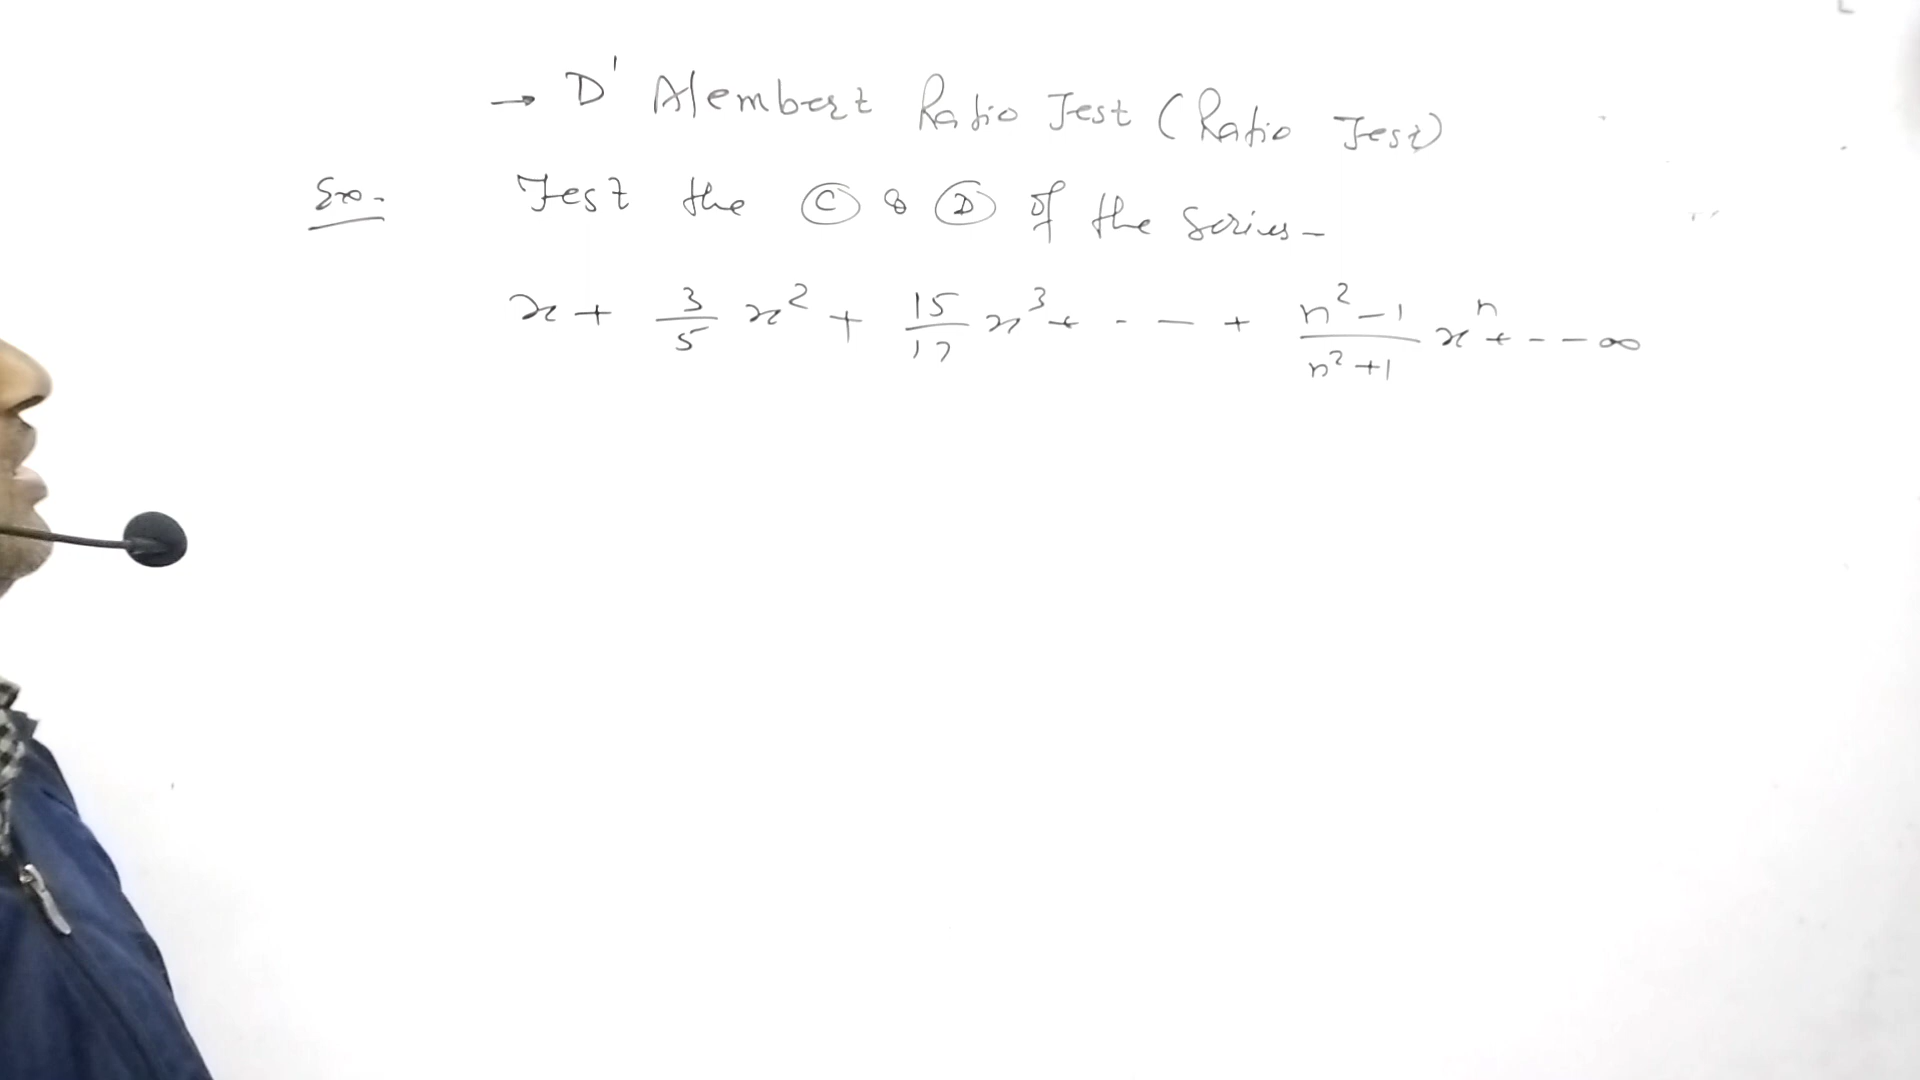 → D' Alembert Ratio Test (Ratio Test)
Ex. Test the Ⓒ & Ⓓ of the Series –
x + 3/5 x² + 15/17 x³ + - - + n²-1/n²+1 xⁿ + - - ∞